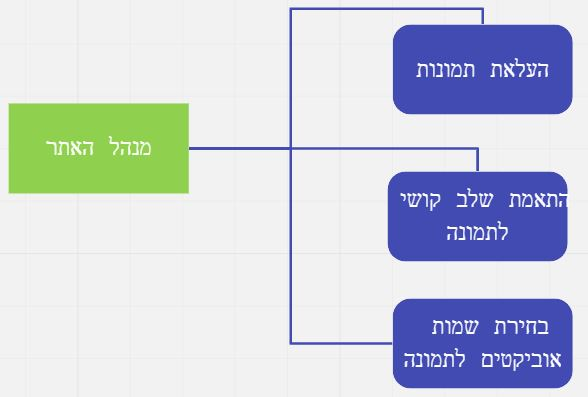 העלאת תמונות
מנהל האתר
התאמת שלב קושי
לתמונה
בחירת שמות
אוביקטים לתמונה